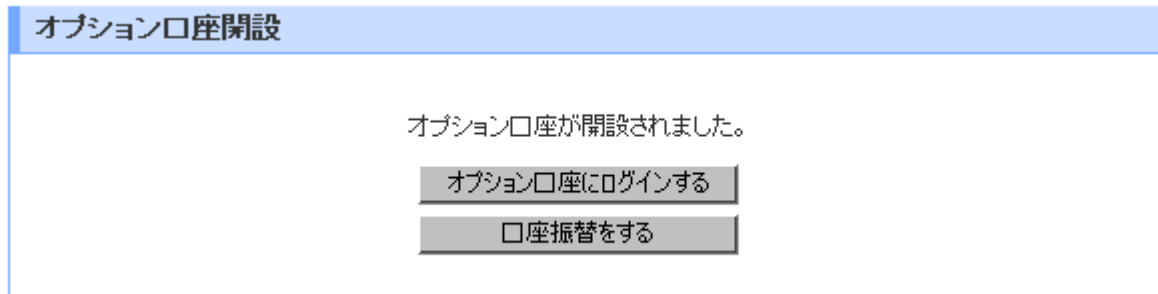 オプション口座開設
オプション口座が開設されました。
オプション口座にログインする
口座振替をする